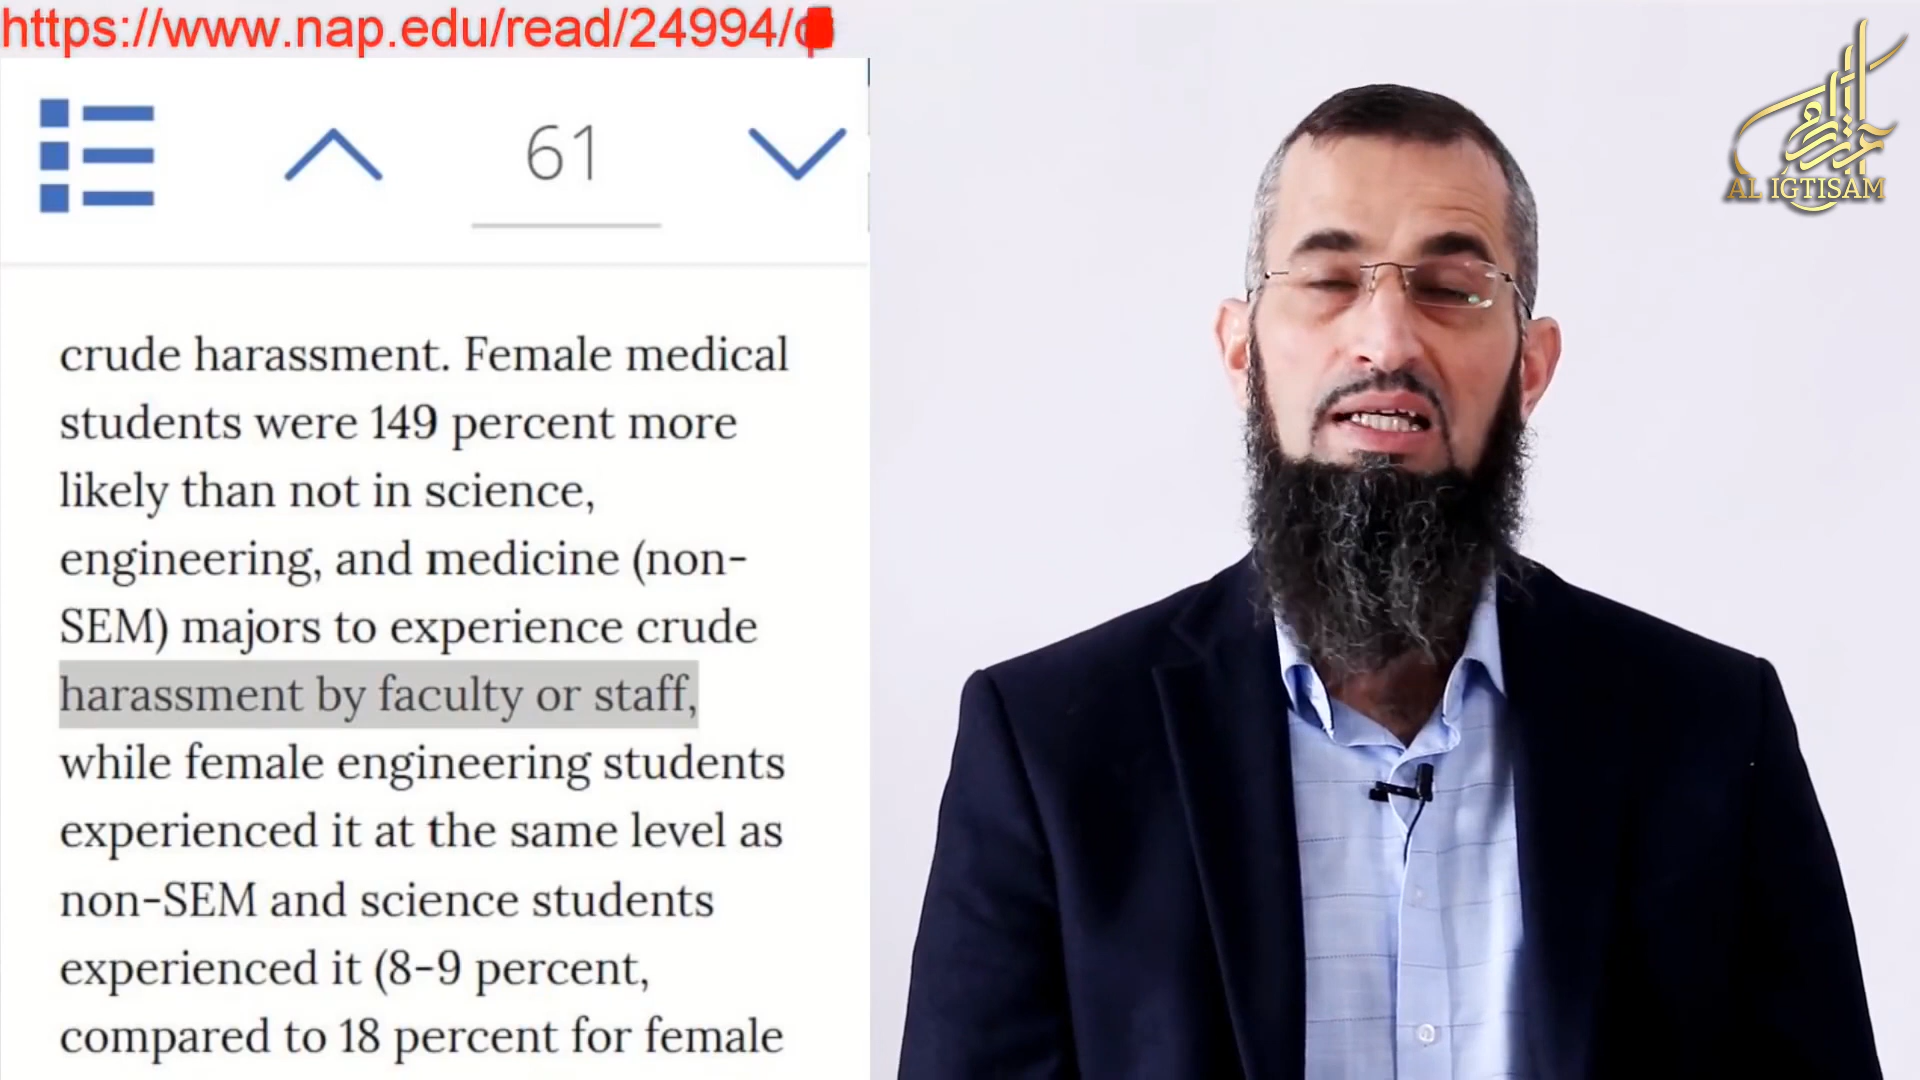 https://www.nap.edu/read/24994/
61
crude harassment. Female medical
students were 149 percent more
likely than not in science,
engineering, and medicine (non-
SEM) majors to experience crude
harassment by faculty or staff,
while female engineering students
experienced it at the same level as
non-SEM and science students
experienced it (8-9 percent,
compared to 18 percent for female
AL IGTISAM